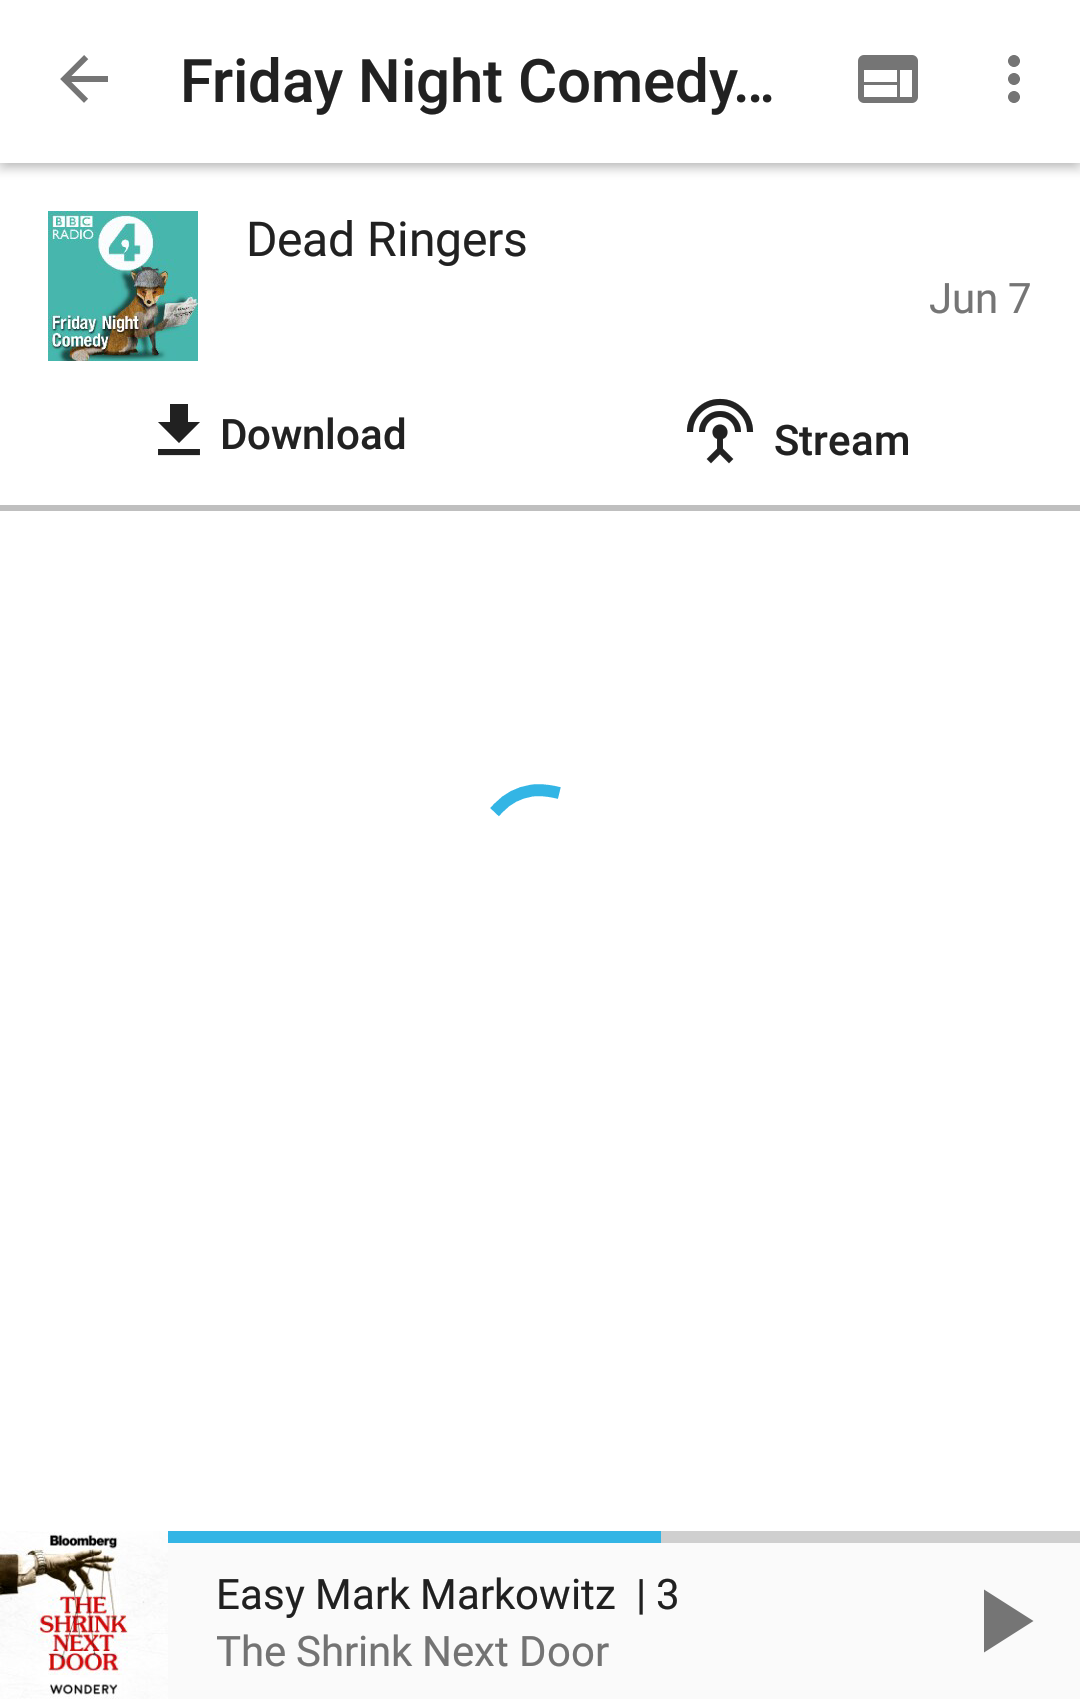 Friday Night Comedy...
BBC
RADIO
4
Friday Night
Comedy
Dead Ringers
Jun 7
Download
Stream
Bloomberg
THE
SHRINK
NEXT
DOOR
WONDERY
Easy Mark Markowitz | 3
The Shrink Next Door